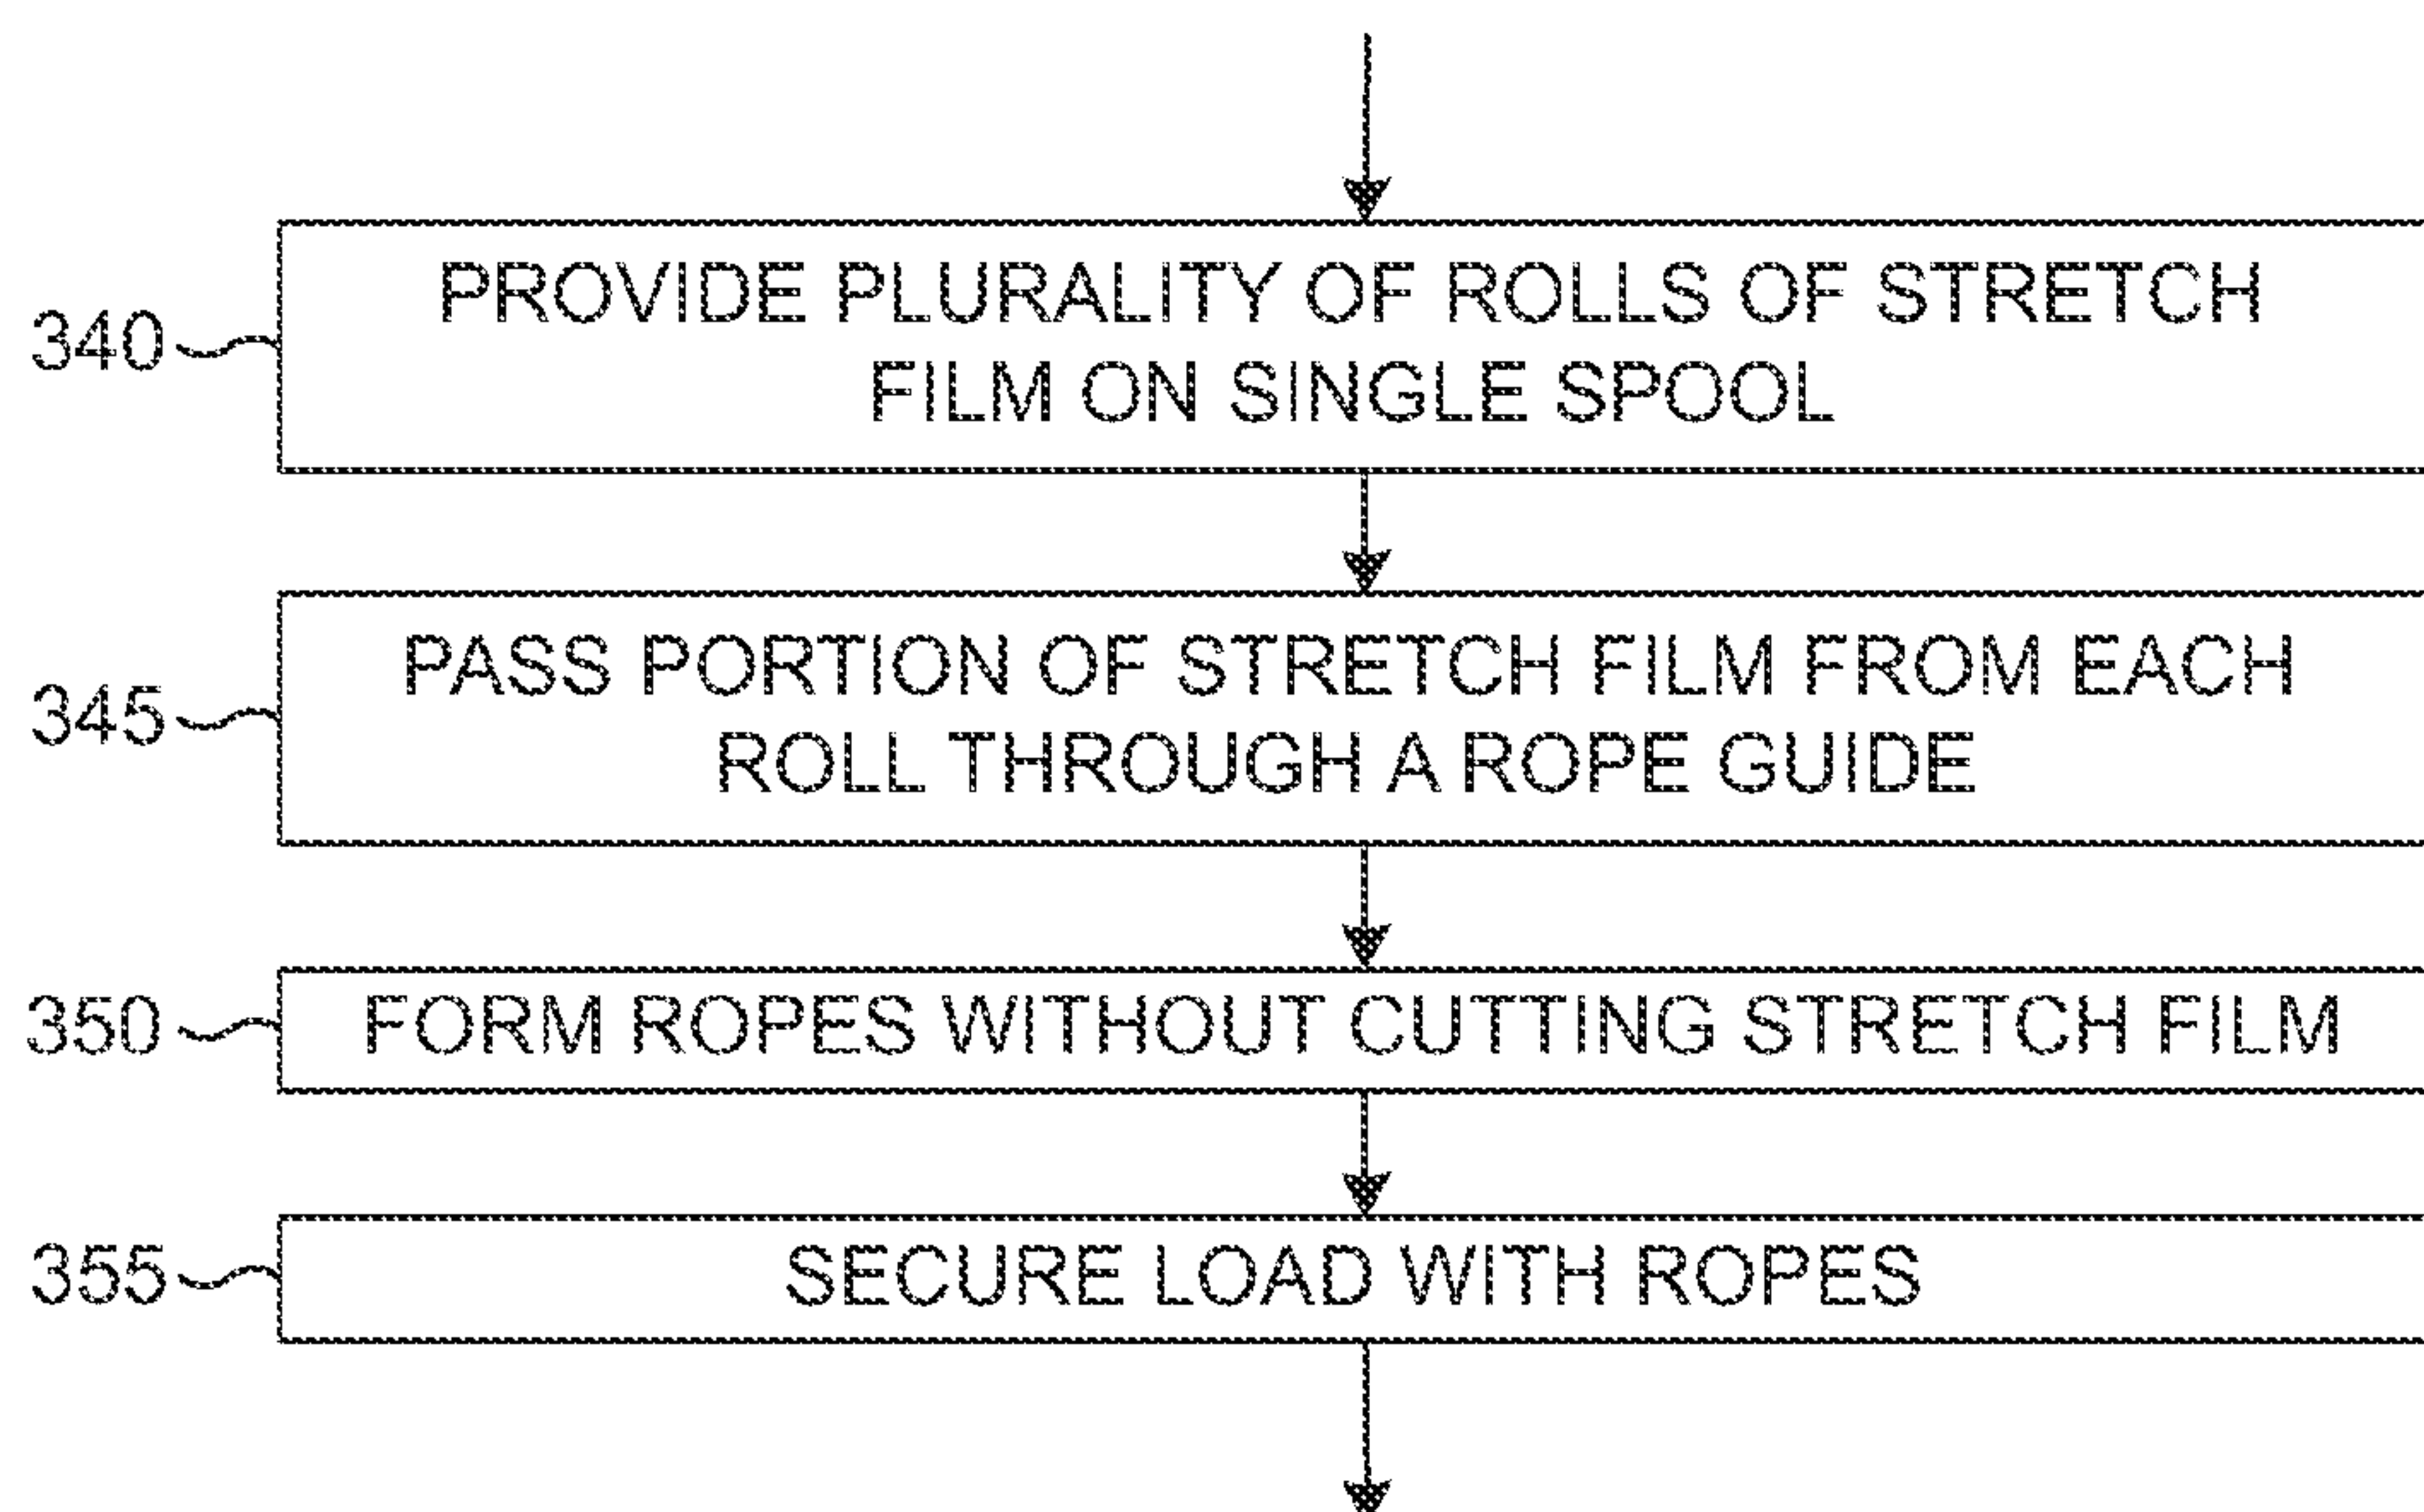 340
PROVIDE PLURALITY OF ROLLS OF STRETCH
FILM ON SINGLE SPOOL
345
PASS PORTION OF STRETCH FILM FROM EACH
ROLL THROUGH A ROPE GUIDE
350
FORM ROPES WITHOUT CUTTING STRETCH FILM
355
SECURE LOAD WITH ROPES